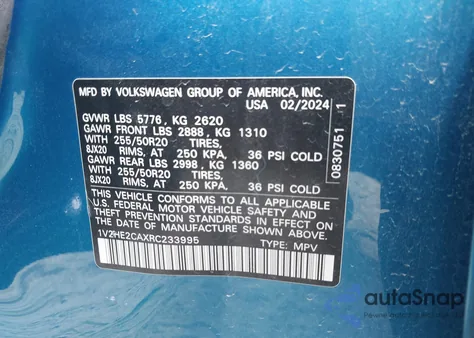 MFD BY VOLKSWAGEN GROUP OF AMERICA, INC.
USA 02/2024
GVWR LBS 5776, KG 2620
GAWR FRONT LBS 2888, KG 1310
WITH 255/50R20 TIRES,
8JX20 RIMS, AT 250 KPA, 36 PSI COLD
GAWR REAR LBS 2998, KG 1360
WITH 255/50R20 TIRES,
8JX20 RIMS, AT 250 KPA, 36 PSI COLD
THIS VEHICLE CONFORMS TO ALL APPLICABLE
U.S. FEDERAL MOTOR VEHICLE SAFETY AND
THEFT PREVENTION STANDARDS IN EFFECT ON
THE DATE OF MANUFACTURE SHOWN ABOVE.
1V2HE2CAXRC233995 TYPE: MPV
0830751 1
autoSnap